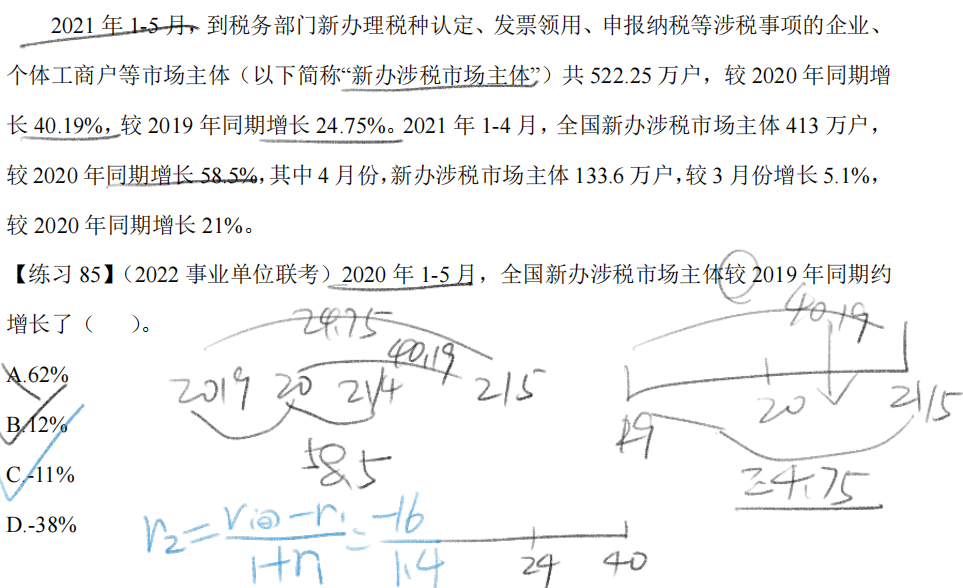 2021 年 1-5 月，到税务部门新办理税种认定、发票领用、申报纳税等涉税事项的企业、
个体工商户等市场主体（以下简称“新办涉税市场主体”）共 522.25 万户，较 2020 年同期增
长 40.19%，较 2019 年同期增长 24.75%。2021 年 1-4 月，全国新办涉税市场主体 413 万户，
较 2020 年同期增长 58.5%，其中 4 月份，新办涉税市场主体 133.6 万户，较 3 月份增长 5.1%，
较 2020 年同期增长 21%。
【练习 85】（2022 事业单位联考）2020 年 1-5 月，全国新办涉税市场主体较 2019 年同期约
增长了（ ）。
24.75
40.19
40.19
A.62%
2019 20 21/4 21/5
20 21/5
B.12%
19
58.5
24.75
C.-11%
D.-38%
-16
1.4
24 40